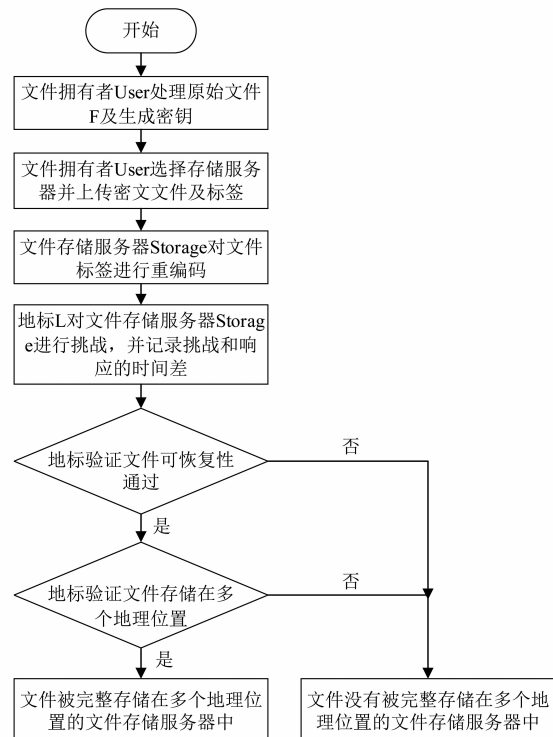 开始
文件拥有者User处理原始文件
F及生成密钥
文件拥有者User选择存储服务
器并上传密文文件及标签
文件存储服务器Storage对文件
标签进行重编码
地标L对文件存储服务器Storag
e进行挑战，并记录挑战和响
应的时间差
地标验证文件可恢复性
通过
否
是
地标验证文件存储在多
个地理位置
否
是
文件被完整存储在多个地理位
置的文件存储服务器中
文件没有被完整存储在多个地
理位置的文件存储服务器中